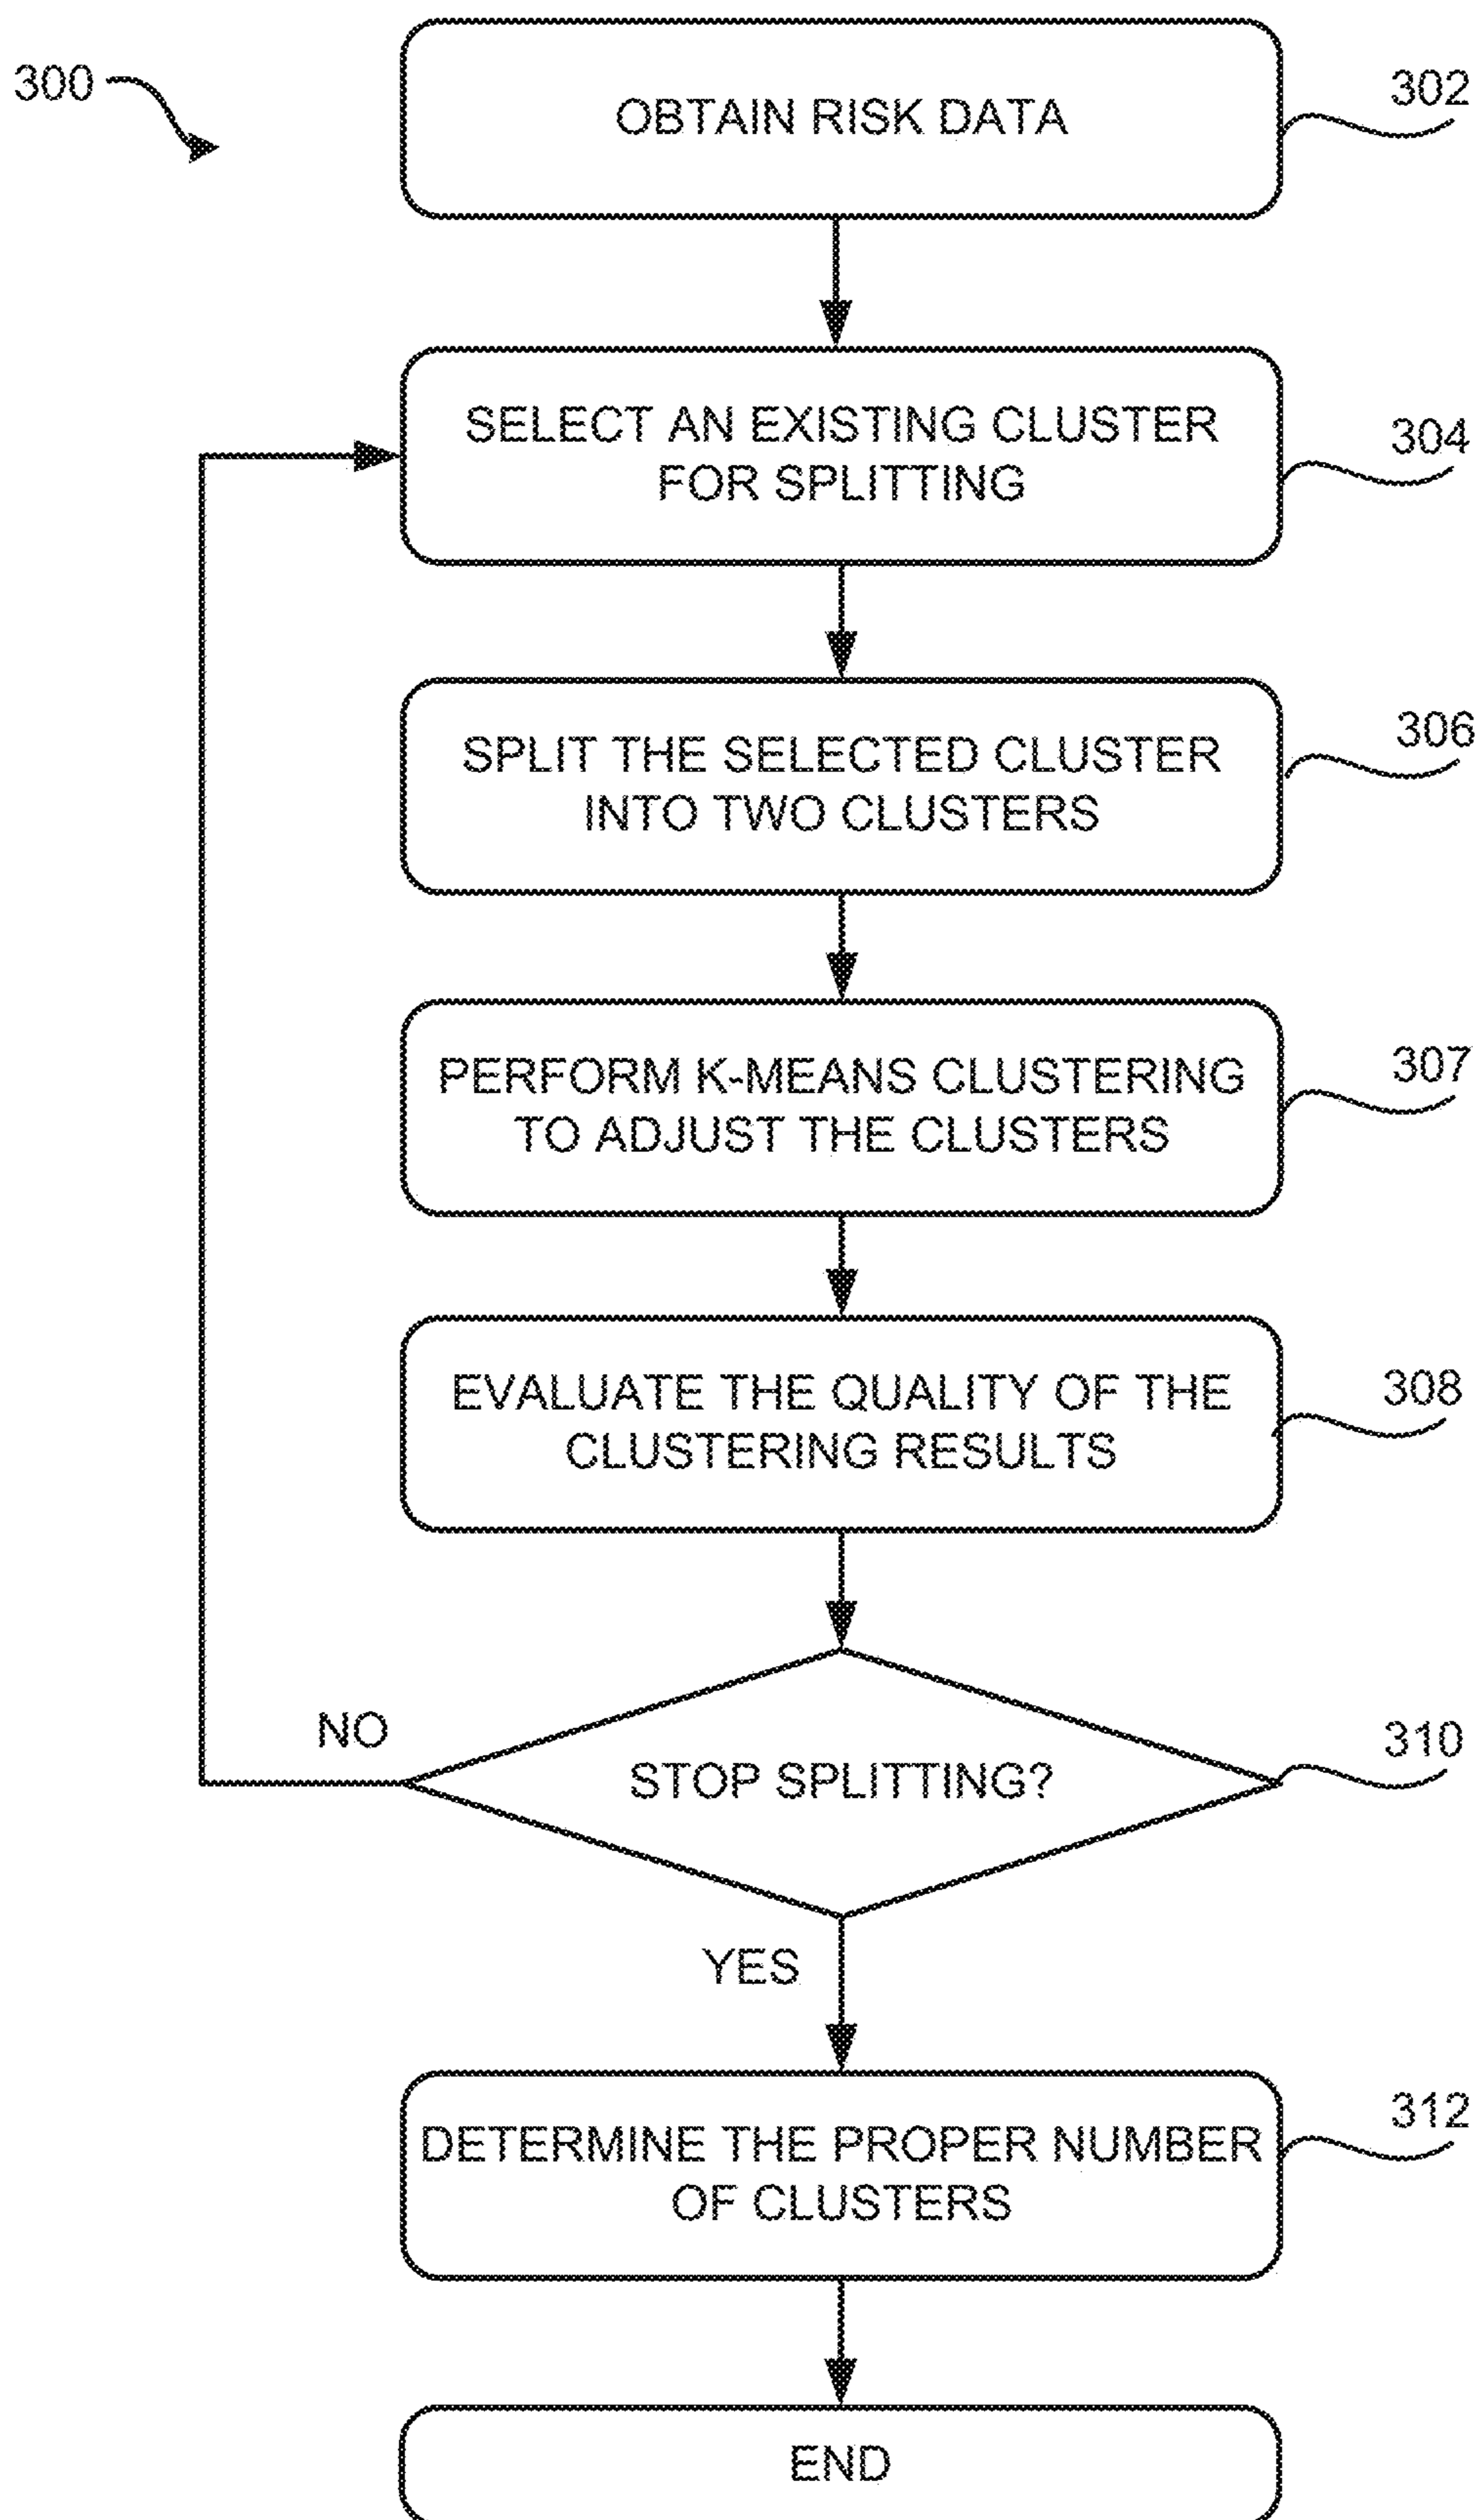 300
OBTAIN RISK DATA
302
SELECT AN EXISTING CLUSTER
FOR SPLITTING
304
SPLIT THE SELECTED CLUSTER
INTO TWO CLUSTERS
306
PERFORM K-MEANS CLUSTERING
TO ADJUST THE CLUSTERS
307
EVALUATE THE QUALITY OF THE
CLUSTERING RESULTS
308
NO
STOP SPLITTING?
310
YES
DETERMINE THE PROPER NUMBER
OF CLUSTERS
312
END